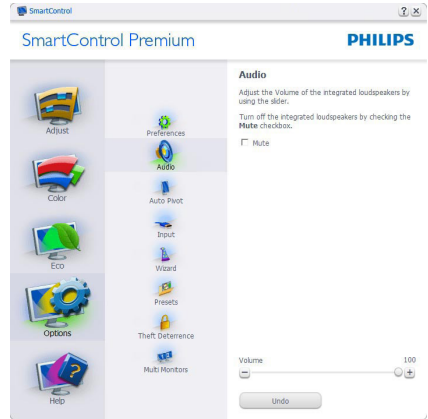 SmartControl
SmartControl Premium
PHILIPS
Adjust
Color
Eco
Options
Help
Preferences
Audio
Auto Pivot
Input
Wizard
Presets
Theft Deterrence
Multi Monitors
Audio
Adjust the Volume of the integrated loudspeakers by
using the slider.
Turn off the integrated loudspeakers by checking the
Mute checkbox.
Mute
Volume 100
Undo